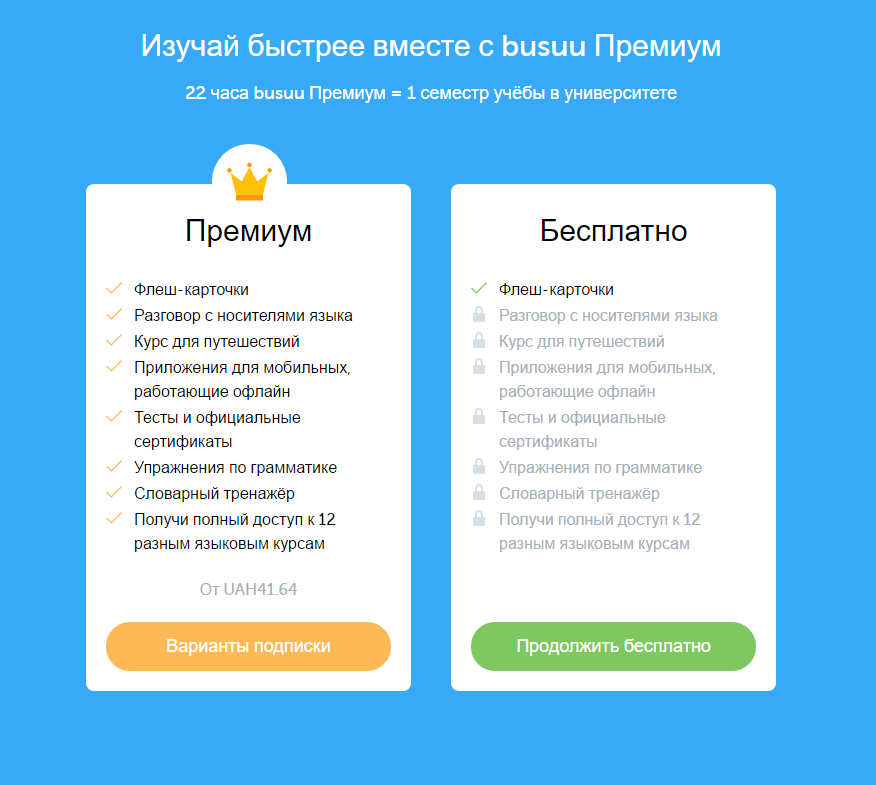 Изучай быстрее вместе с busuu Премиум
22 часа busuu Премиум = 1 семестр учёбы в университете
Премиум
Флеш-карточки
Разговор с носителями языка
Курс для путешествий
Приложения для мобильных,
работающие офлайн
Тесты и официальные
сертификаты
Упражнения по грамматике
Словарный тренажёр
Получи полный доступ к 12
разным языковым курсам
От UAH41.64
Варианты подписки
Бесплатно
Флеш-карточки
Разговор с носителями языка
Курс для путешествий
Приложения для мобильных,
работающие офлайн
Тесты и официальные
сертификаты
Упражнения по грамматике
Словарный тренажёр
Получи полный доступ к 12
разным языковым курсам
Продолжить бесплатно